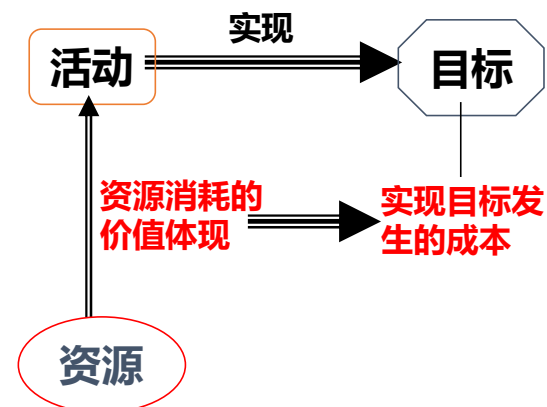 实现
活动
目标
资源消耗的
价值体现
实现目标发
生的成本
资源